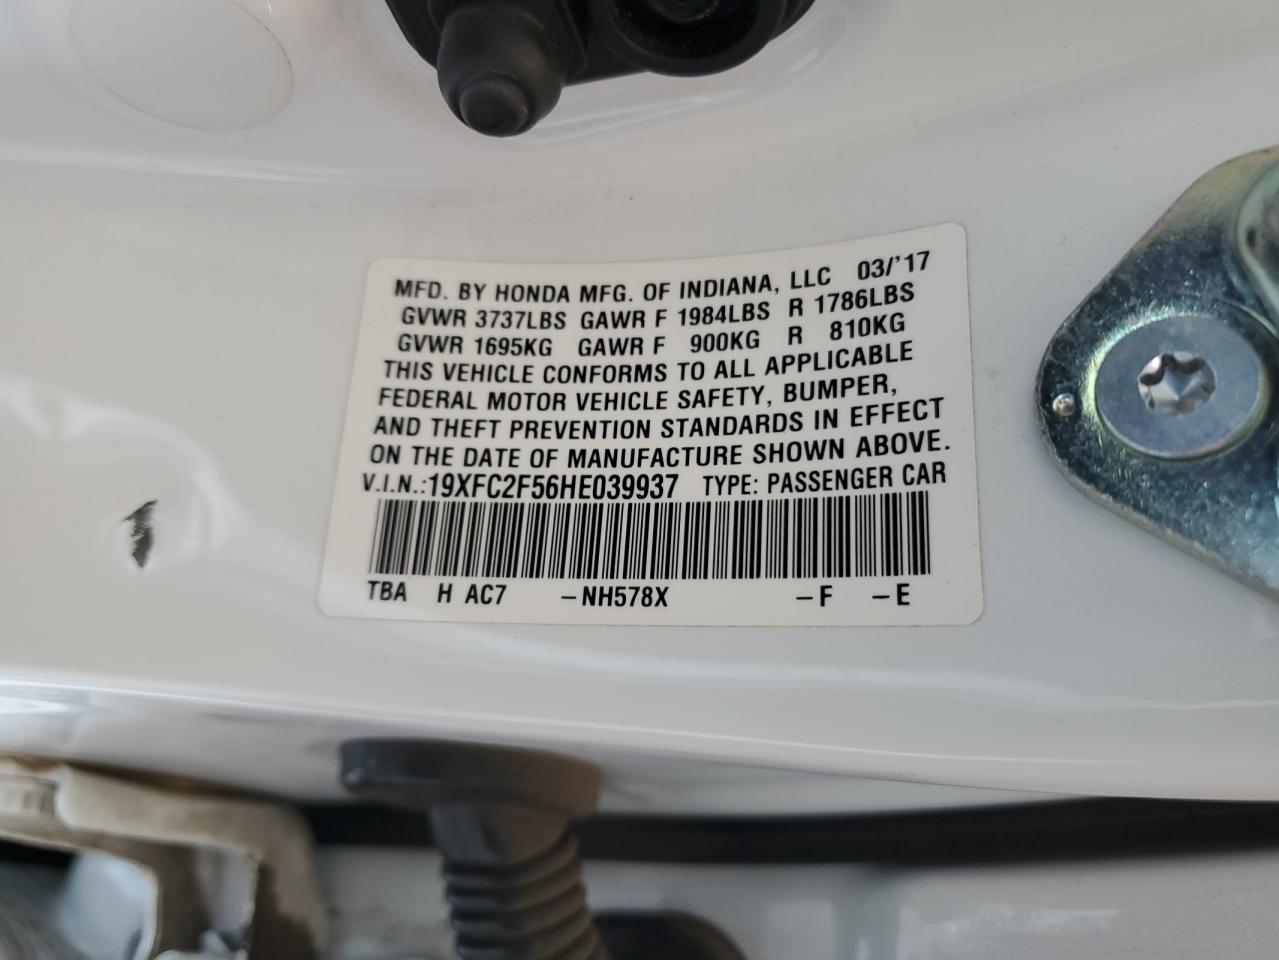 MFD. BY HONDA MFG. OF INDIANA, LLC 03/'17
GVWR 3737LBS GAWR F 1984LBS R 1786LBS
GVWR 1695KG GAWR F 900KG R 810KG
THIS VEHICLE CONFORMS TO ALL APPLICABLE
FEDERAL MOTOR VEHICLE SAFETY, BUMPER,
AND THEFT PREVENTION STANDARDS IN EFFECT
ON THE DATE OF MANUFACTURE SHOWN ABOVE.
V.I.N.:19XFC2F56HE039937 TYPE: PASSENGER CAR
TBA H AC7 –NH578X –F –E